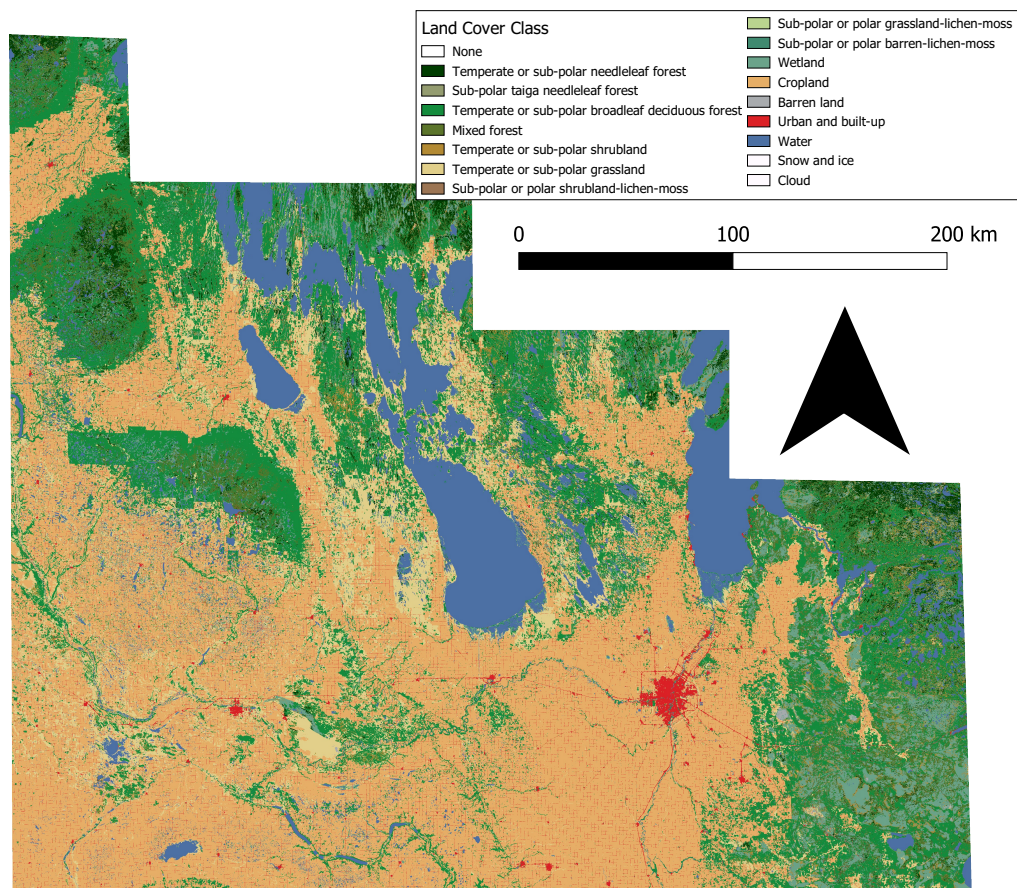 Land Cover Class
None
Temperate or sub-polar needleleaf forest
Sub-polar taiga needleleaf forest
Temperate or sub-polar broadleaf deciduous forest
Mixed forest
Temperate or sub-polar shrubland
Temperate or sub-polar grassland
Sub-polar or polar shrubland-lichen-moss
Sub-polar or polar grassland-lichen-moss
Sub-polar or polar barren-lichen-moss
Wetland
Cropland
Barren land
Urban and built-up
Water
Snow and ice
Cloud
0 100 200 km